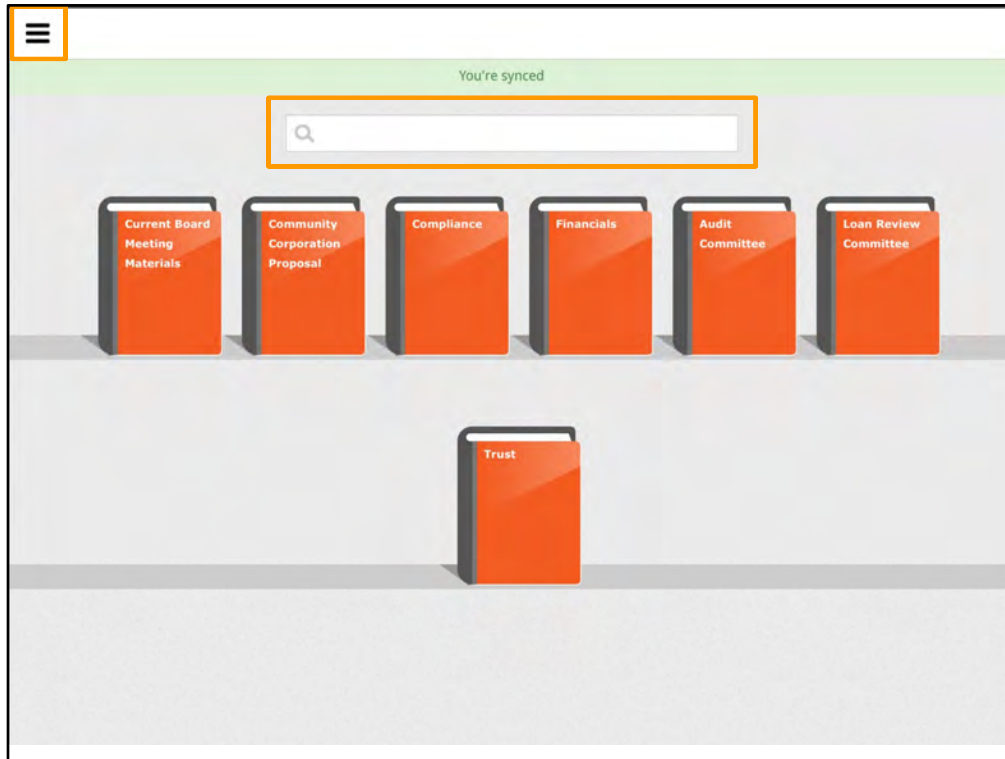 You're synced
Current Board
Meeting
Materials
Community
Corporation
Proposal
Compliance
Financials
Audit
Committee
Loan Review
Committee
Trust